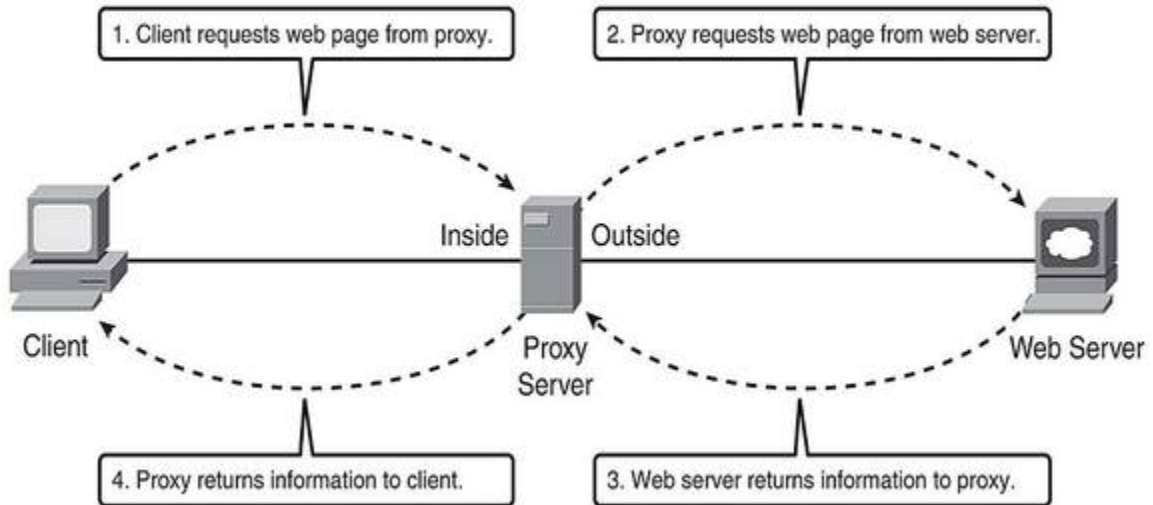 1. Client requests web page from proxy.
2. Proxy requests web page from web server.
Inside
Outside
Client
Proxy
Server
Web Server
4. Proxy returns information to client.
3. Web server returns information to proxy.